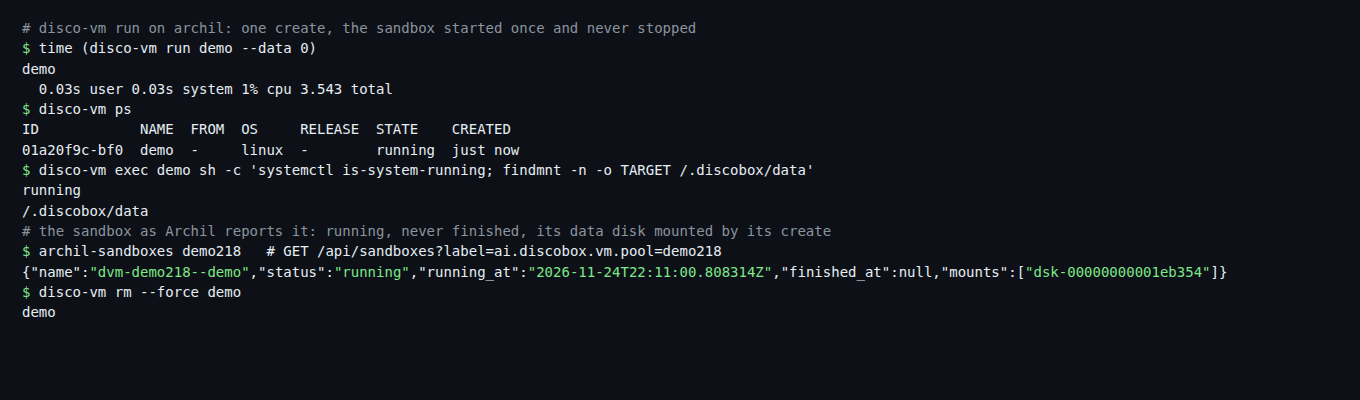 # disco-vm run on archil: one create, the sandbox started once and never stopped
$ time (disco-vm run demo --data 0)
demo
  0.03s user 0.03s system 1% cpu 3.543 total
$ disco-vm ps
ID            NAME  FROM  OS     RELEASE  STATE    CREATED
01a20f9c-bf0  demo  -     linux  -        running  just now
$ disco-vm exec demo sh -c 'systemctl is-system-running; findmnt -n -o TARGET /.discobox/data'
running
/.discobox/data
# the sandbox as Archil reports it: running, never finished, its data disk mounted by its create
$ archil-sandboxes demo218   # GET /api/sandboxes?label=ai.discobox.vm.pool=demo218
{"name":"dvm-demo218--demo","status":"running","running_at":"2026-11-24T22:11:00.808314Z","finished_at":null,"mounts":["dsk-00000000001eb354"]}
$ disco-vm rm --force demo
demo